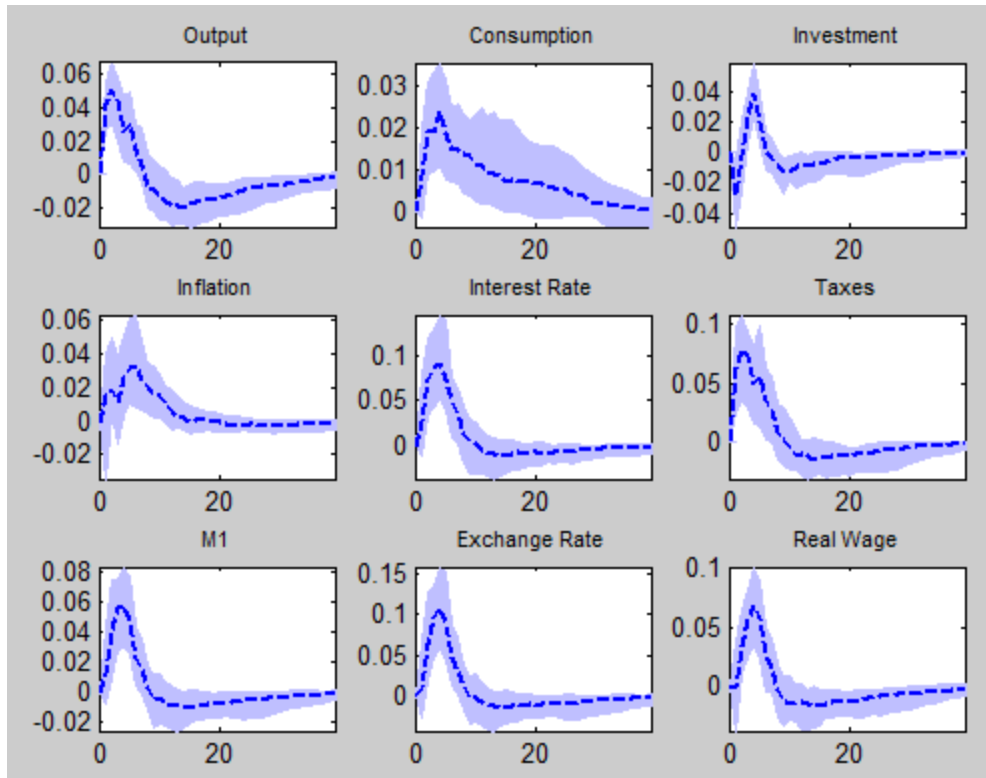 Output Consumption Investment
0.06 0.03 0.04
0.04 0.02 0.02
0.02 0.01 0
0 0 -0.02
-0.02 -0.04
0 20 0 20 0 20
Inflation Interest Rate Taxes
0.06 0.1 0.1
0.04 0.05 0.05
0.02 0 0
0
-0.02
0 20 0 20 0 20
M1 Exchange Rate Real Wage
0.08 0.15 0.1
0.06 0.1 0.05
0.04 0.05 0
0.02 0
0
-0.02
0 20 0 20 0 20